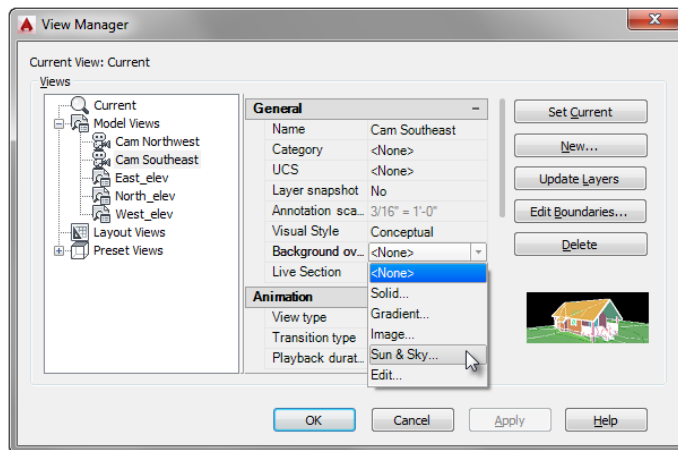 View Manager
Current View: Current
Views
Current
Model Views
Cam Northwest
Cam Southeast
East_elev
North_elev
West_elev
Layout Views
Preset Views
General
Name Cam Southeast
Category <None>
UCS <None>
Layer snapshot No
Annotation sca... 3/16" = 1'-0"
Visual Style Conceptual
Background ov... <None>
Live Section
<None>
Solid...
Gradient...
Image...
Sun & Sky...
Edit...
Animation
View type
Transition type
Playback durat...
Set Current
New...
Update Layers
Edit Boundaries...
Delete
OK Cancel Apply Help